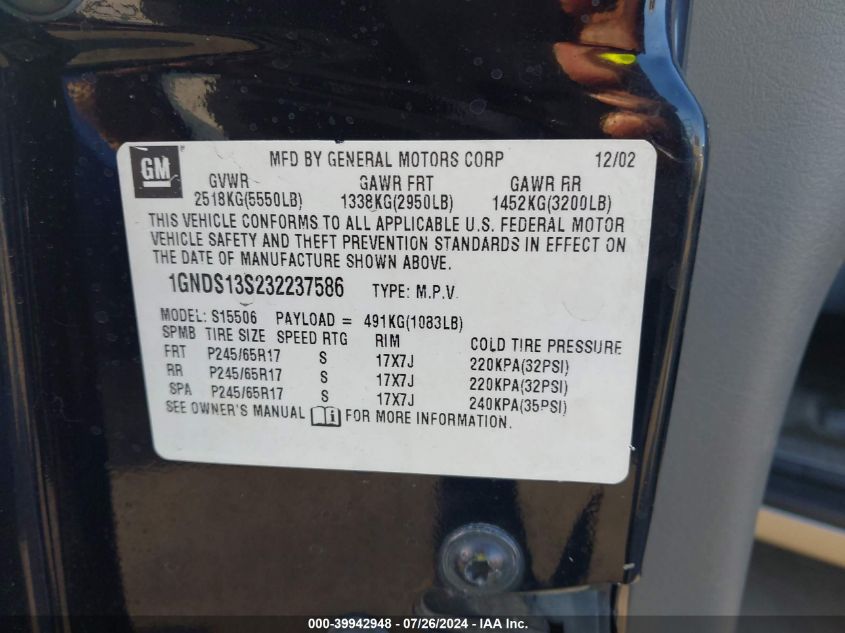 GM
MFD BY GENERAL MOTORS CORP 12/02
GVWR GAWR FRT GAWR RR
2518KG(5550LB) 1338KG(2950LB) 1452KG(3200LB)
THIS VEHICLE CONFORMS TO ALL APPLICABLE U.S. FEDERAL MOTOR
VEHICLE SAFETY AND THEFT PREVENTION STANDARDS IN EFFECT ON
THE DATE OF MANUFACTURE SHOWN ABOVE.
1GNDS13S232237586 TYPE: M.P.V.
MODEL: S15506 PAYLOAD = 491KG(1083LB)
SPMB TIRE SIZE SPEED RTG RIM COLD TIRE PRESSURE
FRT P245/65R17 S 17X7J 220KPA(32PSI)
RR P245/65R17 S 17X7J 220KPA(32PSI)
SPA P245/65R17 S 17X7J 240KPA(35PSI)
SEE OWNER'S MANUAL FOR MORE INFORMATION.
000-39942948 - 07/26/2024 - IAA Inc.